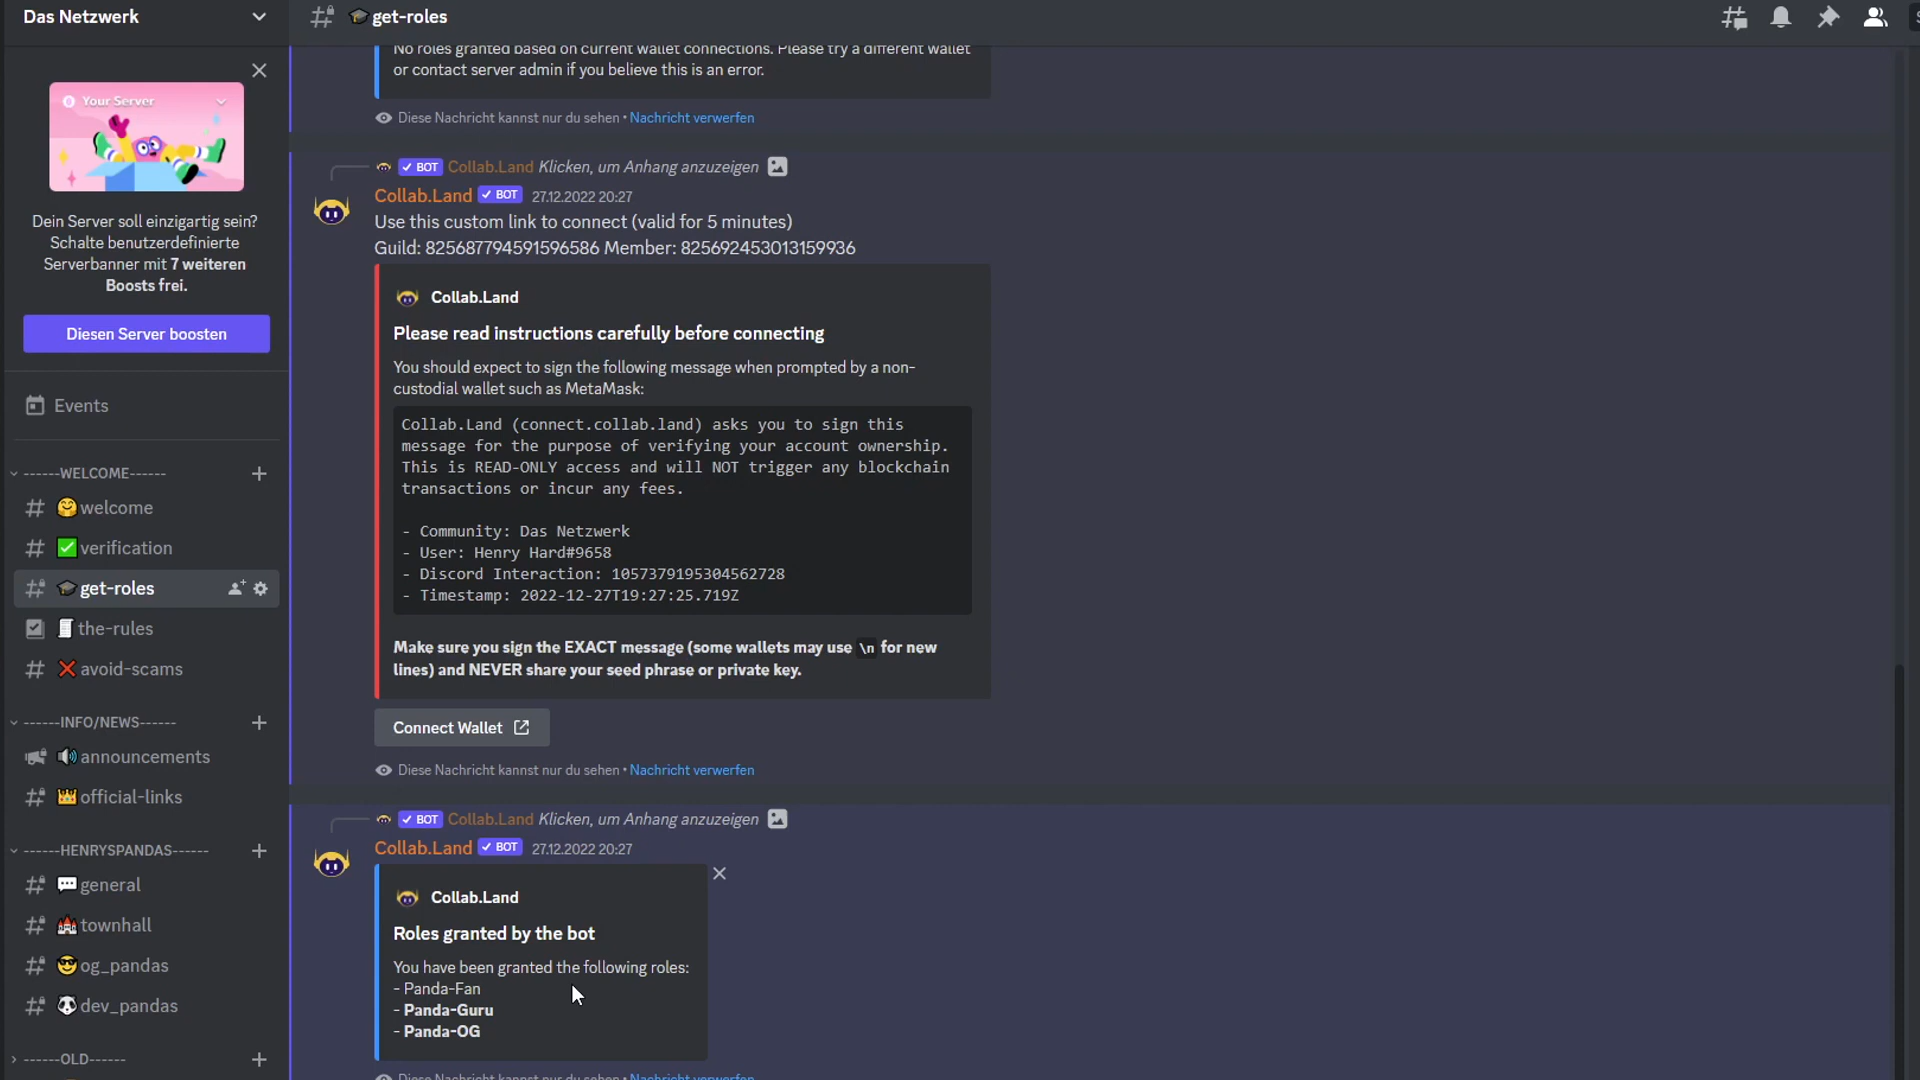 Das Netzwerk
Your Server
Dein Server soll einzigartig sein?
Schalte benutzerdefinierte
Serverbanner mit 7 weiteren
Boosts frei.
Diesen Server boosten
Events
------WELCOME------
welcome
verification
get-roles
the-rules
avoid-scams
------INFO/NEWS------
announcements
official-links
------HENRYSPANDAS------
general
townhall
og_pandas
dev_pandas
------OLD------
get-roles
No roles granted based on current wallet connections. Please try a different wallet
or contact server admin if you believe this is an error.
Diese Nachricht kannst nur du sehen • Nachricht verwerfen
BOT Collab.Land Klicken, um Anhang anzuzeigen
Collab.Land BOT 27.12.2022 20:27
Use this custom link to connect (valid for 5 minutes)
Guild: 825687794591596586 Member: 825692453013159936
Collab.Land
Please read instructions carefully before connecting
You should expect to sign the following message when prompted by a non-
custodial wallet such as MetaMask:
Collab.Land (connect.collab.land) asks you to sign this
message for the purpose of verifying your account ownership.
This is READ-ONLY access and will NOT trigger any blockchain
transactions or incur any fees.
- Community: Das Netzwerk
- User: Henry Hard#9658
- Discord Interaction: 1057379195304562728
- Timestamp: 2022-12-27T19:27:25.719Z
Make sure you sign the EXACT message (some wallets may use \n for new
lines) and NEVER share your seed phrase or private key.
Connect Wallet
Diese Nachricht kannst nur du sehen • Nachricht verwerfen
BOT Collab.Land Klicken, um Anhang anzuzeigen
Collab.Land BOT 27.12.2022 20:27
Collab.Land
Roles granted by the bot
You have been granted the following roles:
- Panda-Fan
- Panda-Guru
- Panda-OG
Diese Nachricht kannst nur du sehen • Nachricht verwerfen